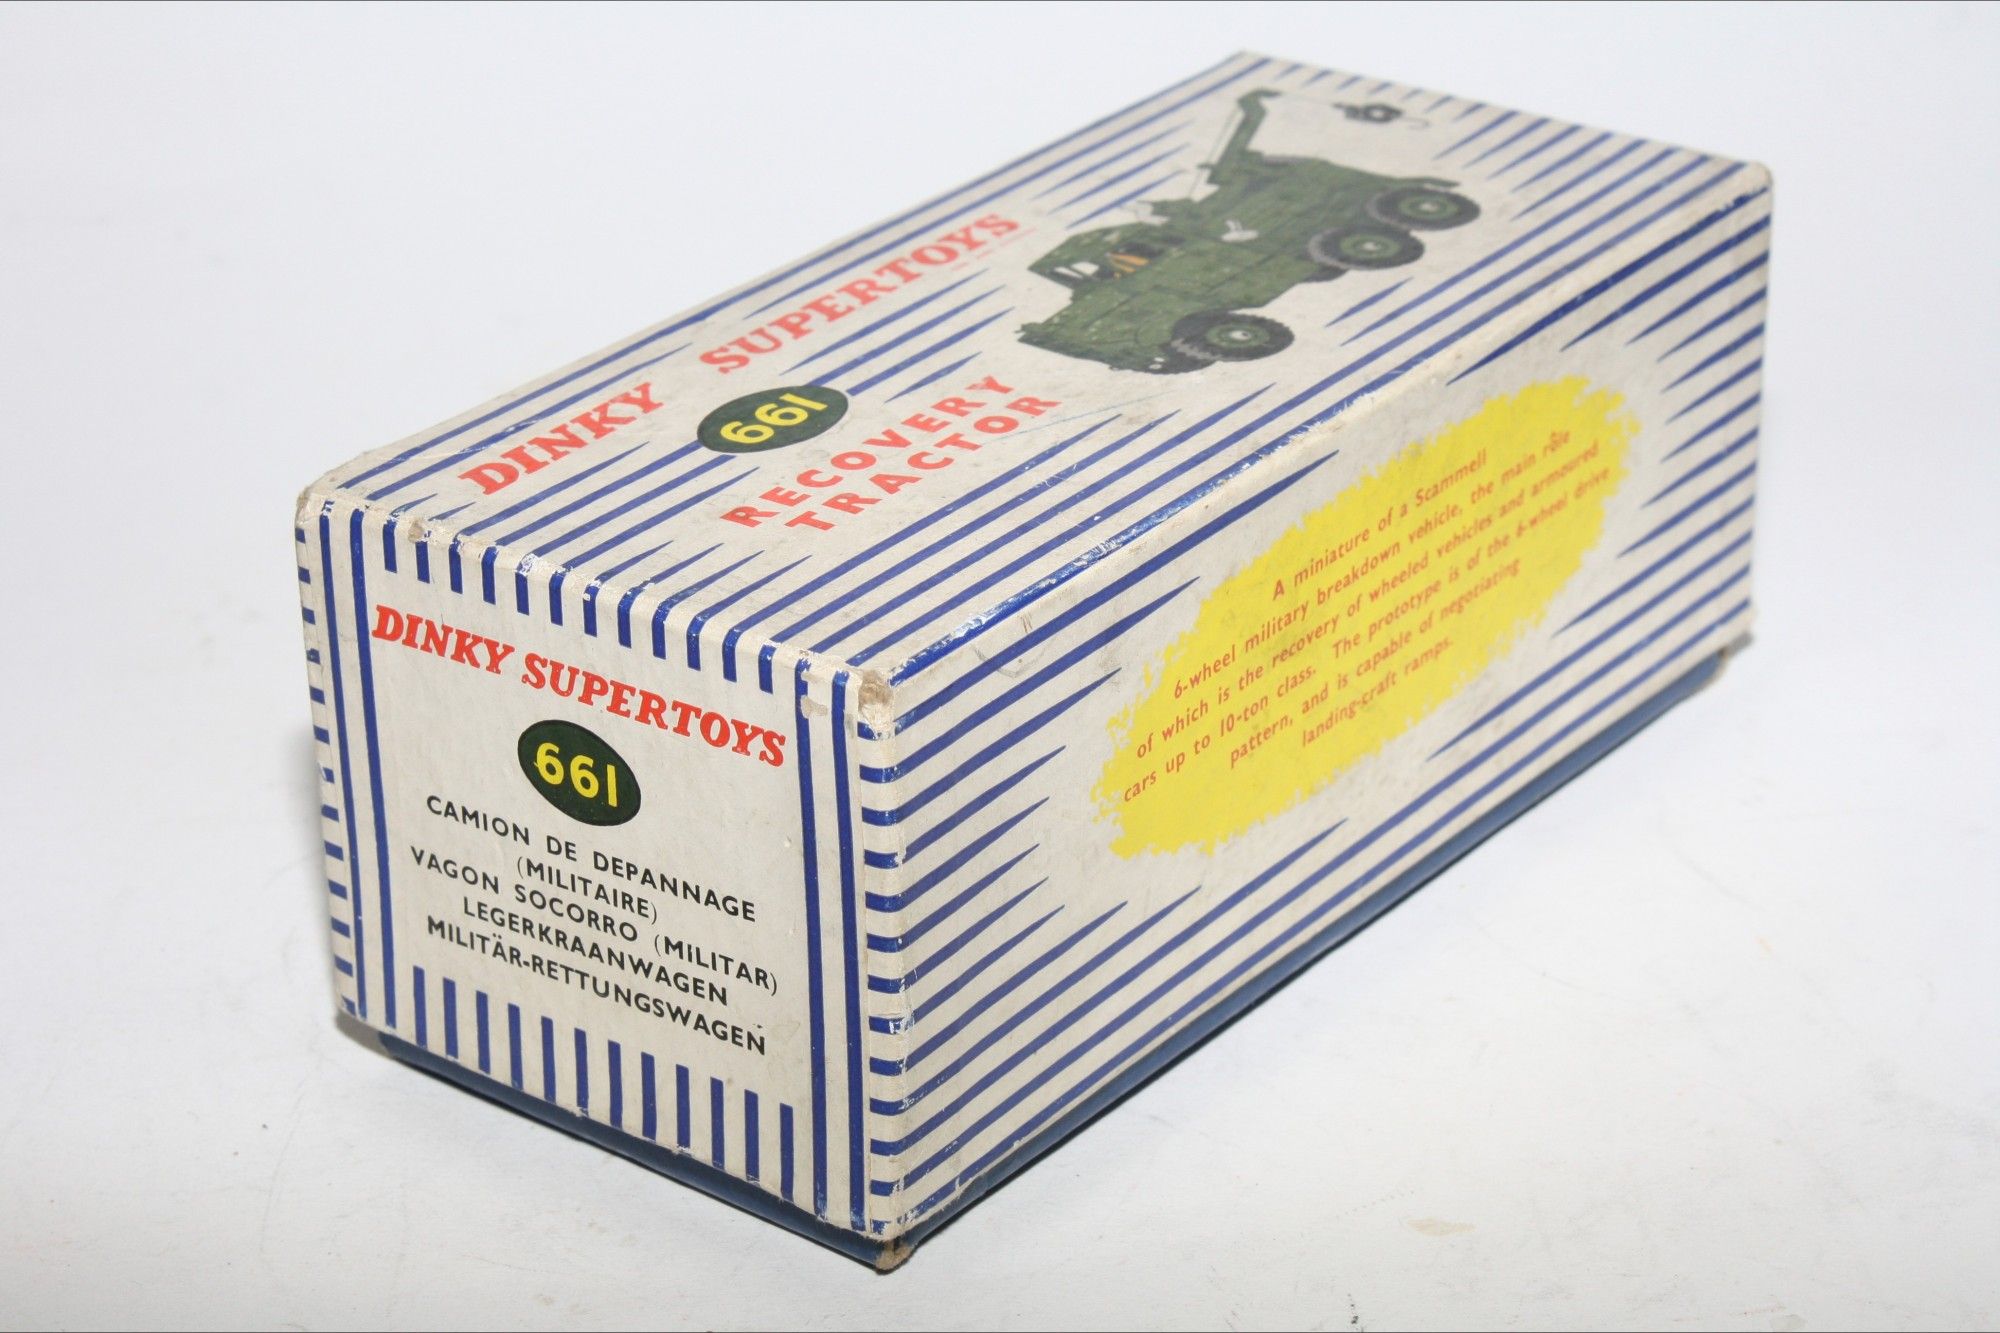 DINKY SUPERTOYS
661
RECOVERY
TRACTOR
DINKY SUPERTOYS
661
CAMION DE DEPANNAGE
(MILITAIRE)
VAGON SOCORRO (MILITAR)
LEGERKRAANWAGEN
MILITÄR-RETTUNGSWAGEN
A miniature of a Scammell
6-wheel military breakdown vehicle, the main rôle
of which is the recovery of wheeled vehicles and armoured
cars up to 10-ton class. The prototype is of the 6-wheel drive
pattern, and is capable of negotiating
landing-craft ramps.